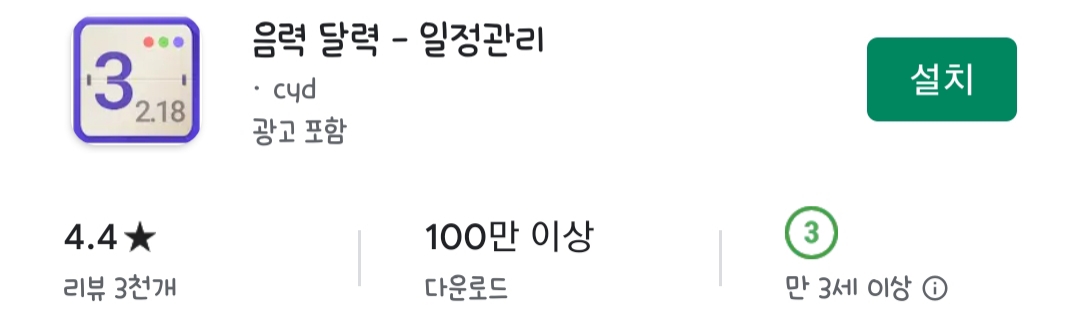 3
2.18
음력 달력 - 일정관리
· cyd
광고 포함
설치
4.4★
리뷰 3천개
100만 이상
다운로드
3
만 3세 이상 ⓘ